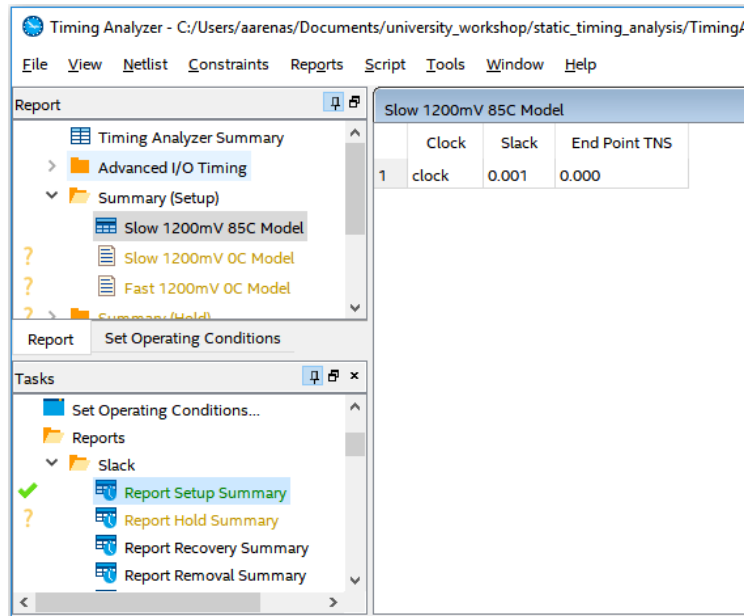 Timing Analyzer - C:/Users/aarenas/Documents/university_workshop/static_timing_analysis/TimingA
File View Netlist Constraints Reports Script Tools Window Help
Report
Timing Analyzer Summary
Advanced I/O Timing
Summary (Setup)
Slow 1200mV 85C Model
? Slow 1200mV 0C Model
? Fast 1200mV 0C Model
? Summary (Hold)
Report Set Operating Conditions
Tasks
Set Operating Conditions...
Reports
Slack
Report Setup Summary
? Report Hold Summary
Report Recovery Summary
Report Removal Summary
Slow 1200mV 85C Model
Clock Slack End Point TNS
1 clock 0.001 0.000